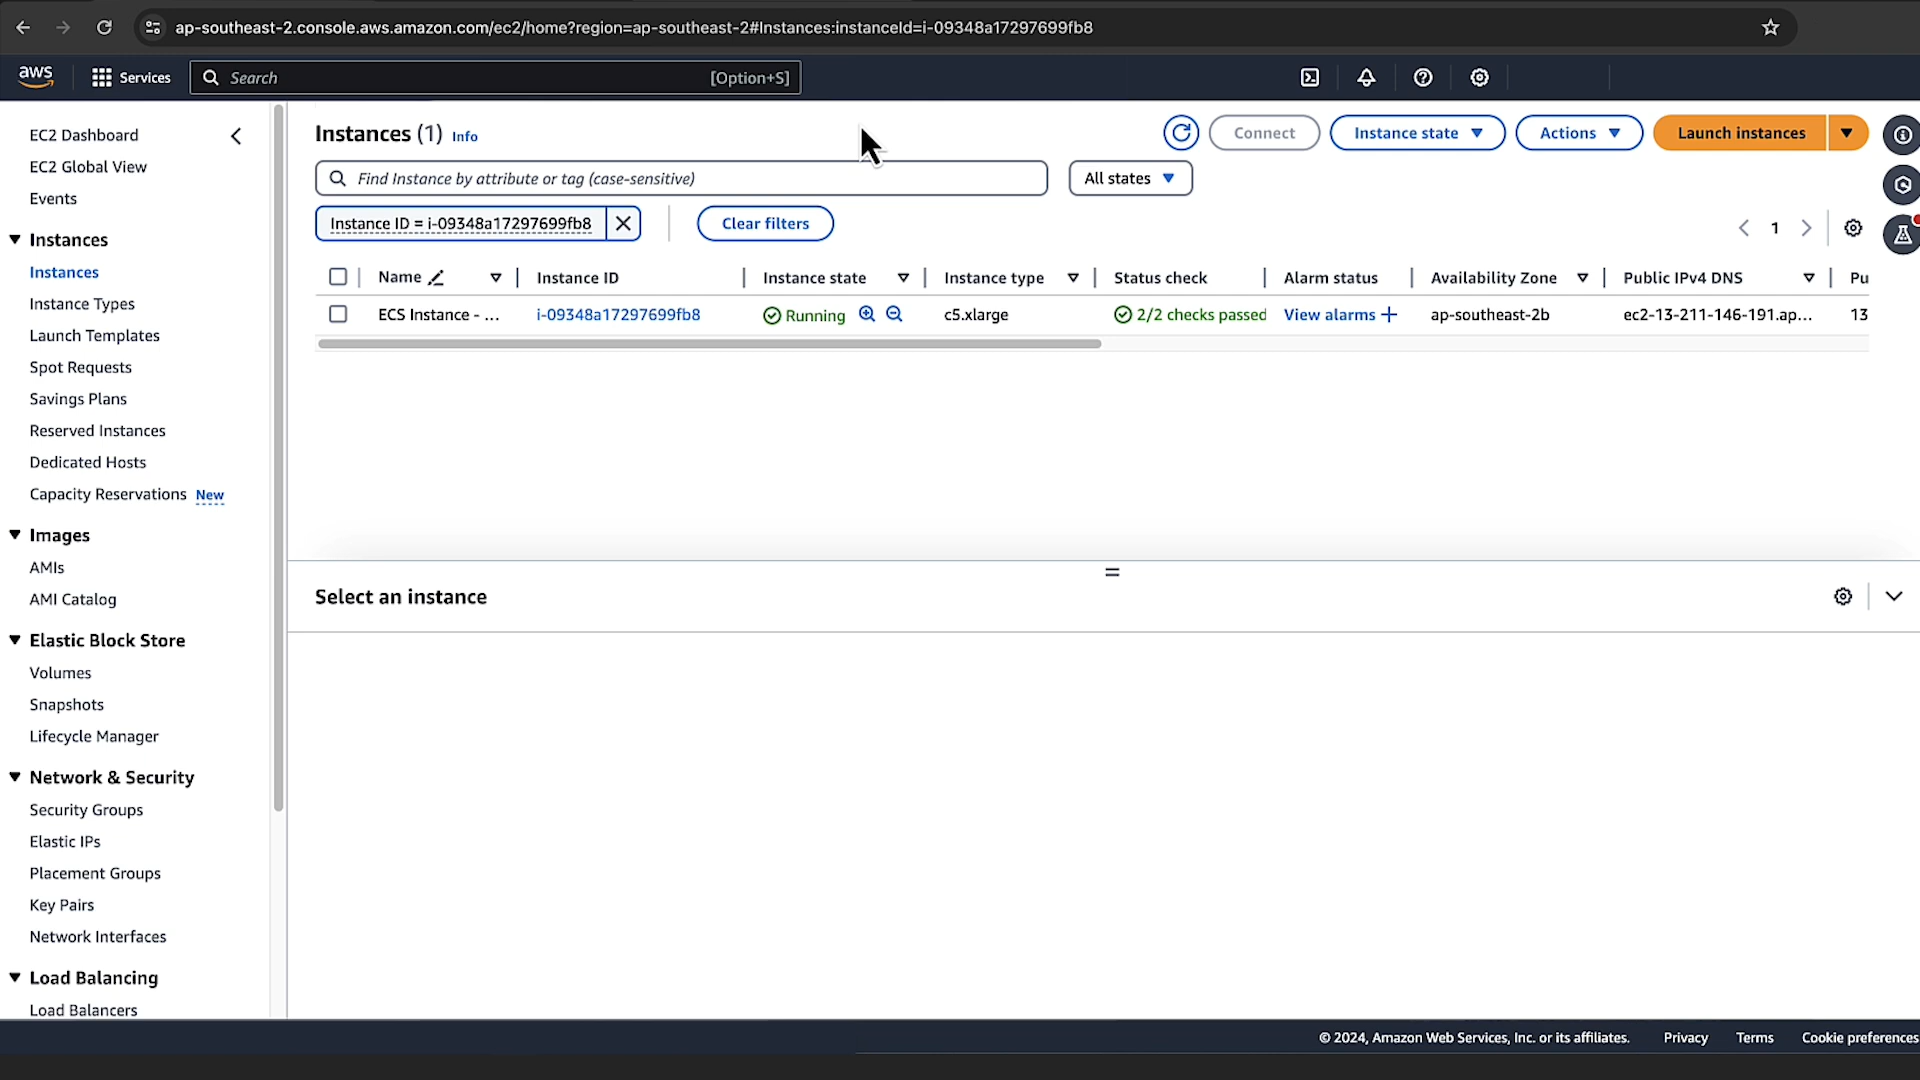 ap-southeast-2.console.aws.amazon.com/ec2/home?region=ap-southeast-2#Instances:instanceId=i-09348a17297699fb8
aws Services Search [Option+S]
EC2 Dashboard
EC2 Global View
Events
Instances
Instances
Instance Types
Launch Templates
Spot Requests
Savings Plans
Reserved Instances
Dedicated Hosts
Capacity Reservations New
Images
AMIs
AMI Catalog
Elastic Block Store
Volumes
Snapshots
Lifecycle Manager
Network & Security
Security Groups
Elastic IPs
Placement Groups
Key Pairs
Network Interfaces
Load Balancing
Load Balancers
Instances (1) Info Connect Instance state Actions Launch instances
Find Instance by attribute or tag (case-sensitive) All states
Instance ID = i-09348a17297699fb8 Clear filters 1
Name Instance ID Instance state Instance type Status check Alarm status Availability Zone Public IPv4 DNS Pu
ECS Instance - ... i-09348a17297699fb8 Running c5.xlarge 2/2 checks passed View alarms + ap-southeast-2b ec2-13-211-146-191.ap... 13
Select an instance
© 2024, Amazon Web Services, Inc. or its affiliates. Privacy Terms Cookie preferences